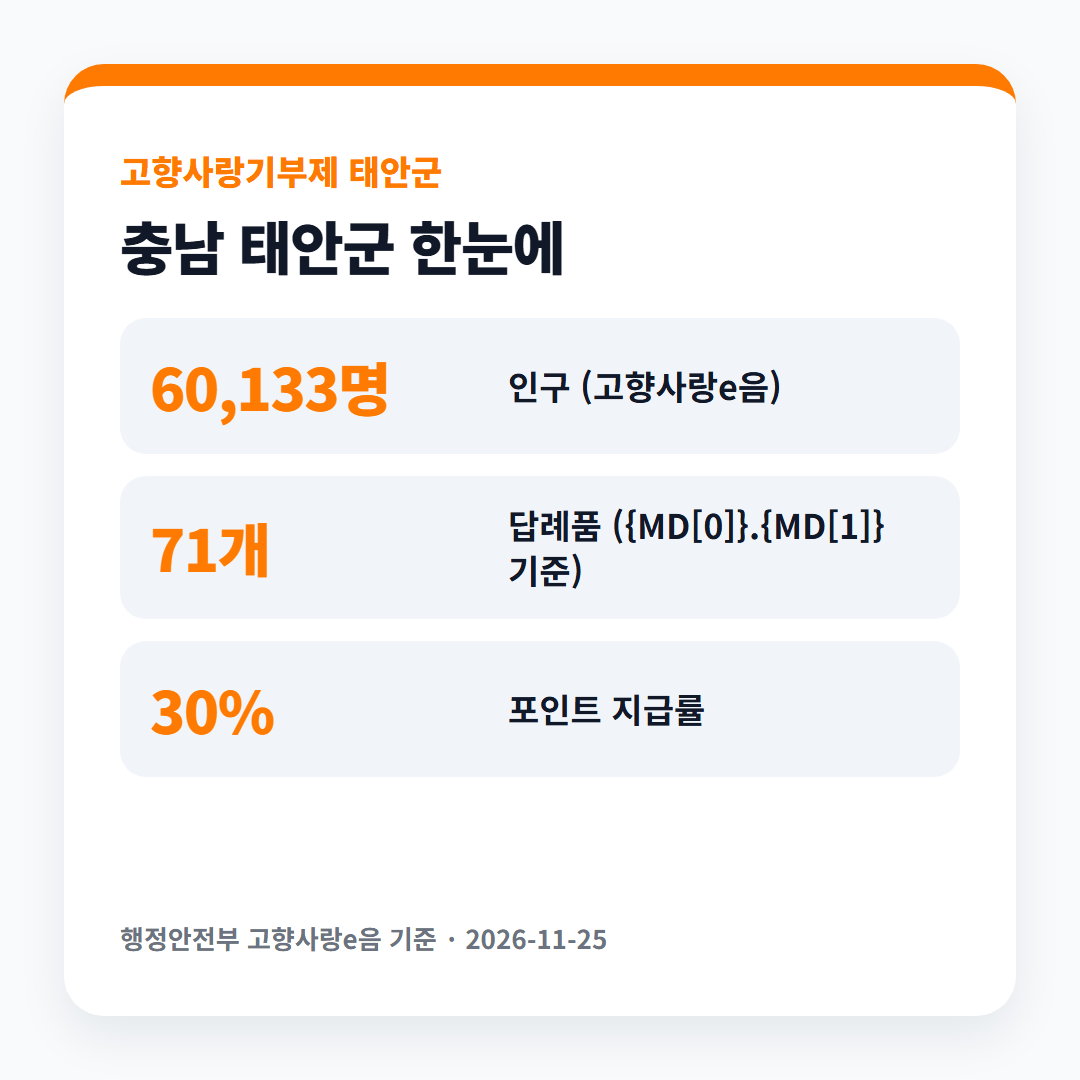 고향사랑기부제 태안군
충남 태안군 한눈에
60,133명
인구 (고향사랑e음)
71개
답례품 ({MD[0]}.{MD[1]}
기준)
30%
포인트 지급률
행정안전부 고향사랑e음 기준 · 2026-11-25